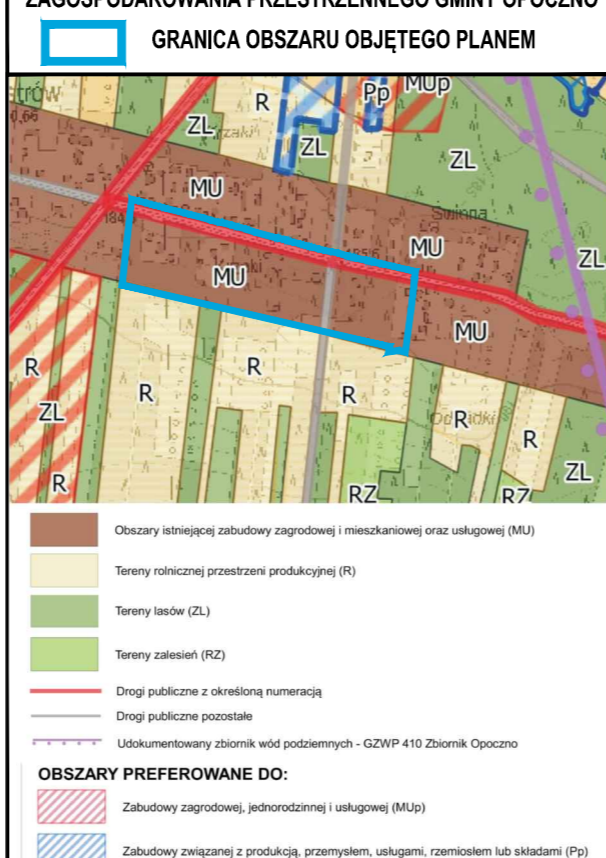 ZAGOSPODAROWANIA PRZESTRZENNEGO GMINY OPOCZNO
GRANICA OBSZARU OBJĘTEGO PLANEM
R
Pp
MUp
ZL
ZL
ZL
MU
MU
ZL
MU
MU
R
R
R
R
ZL
R
R
ZL
R
RZ
RZ
Obszary istniejącej zabudowy zagrodowej i mieszkaniowej oraz usługowej (MU)
Tereny rolniczej przestrzeni produkcyjnej (R)
Tereny lasów (ZL)
Tereny zalesień (RZ)
Drogi publiczne z określoną numeracją
Drogi publiczne pozostałe
Udokumentowany zbiornik wód podziemnych - GZWP 410 Zbiornik Opoczno
OBSZARY PREFEROWANE DO:
Zabudowy zagrodowej, jednorodzinnej i usługowej (MUp)
Zabudowy związanej z produkcją, przemysłem, usługami, rzemiosłem lub składami (Pp)